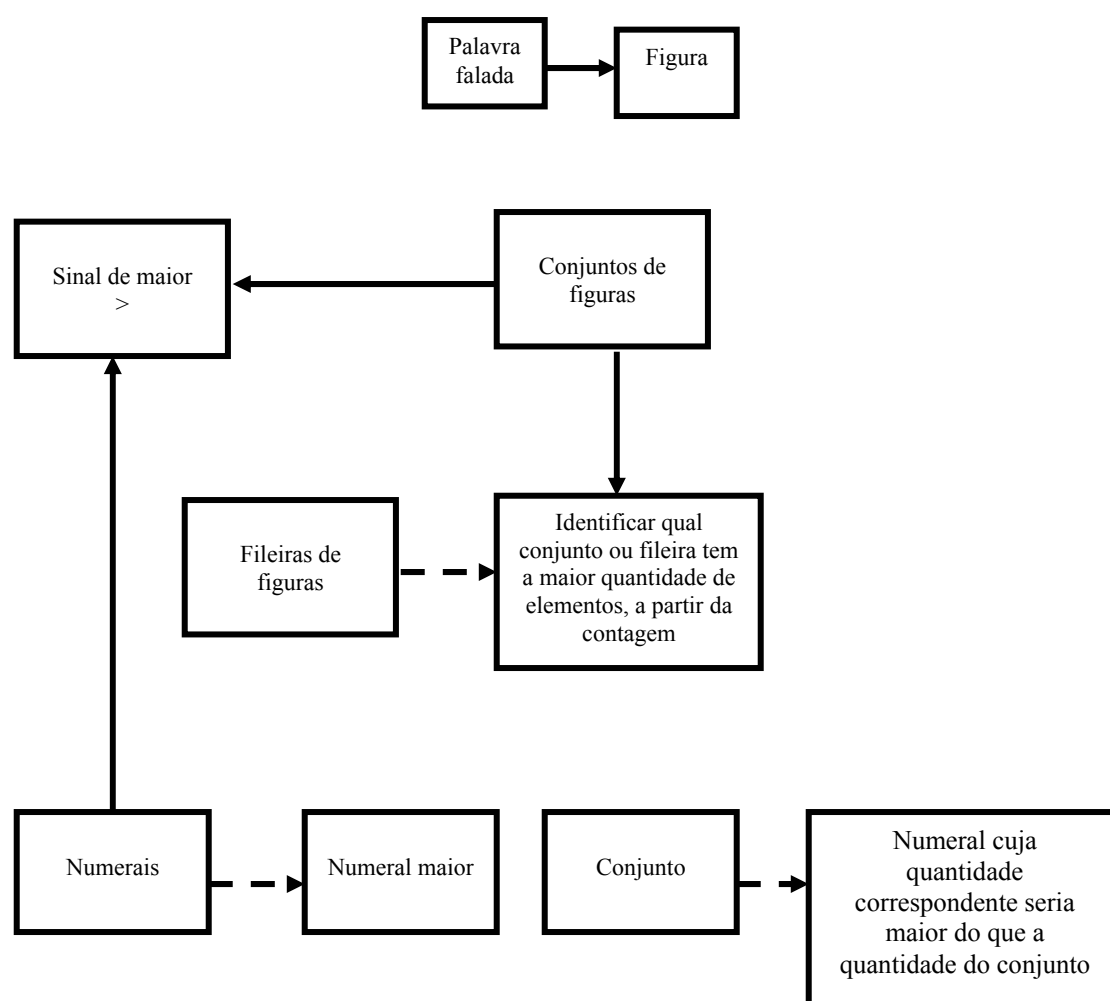 Palavra
falada
Figura
Sinal de maior
>
Conjuntos de
figuras
Fileiras de
figuras
Identificar qual
conjunto ou fileira tem
a maior quantidade de
elementos, a partir da
contagem
Numerais
Numeral maior
Conjunto
Numeral cuja
quantidade
correspondente seria
maior do que a
quantidade do conjunto